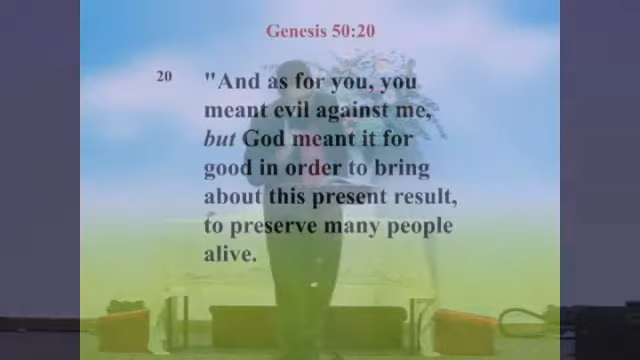 Genesis 50:20
20 "And as for you, you
meant evil against me,
but God meant it for
good in order to bring
about this present result,
to preserve many people
alive.